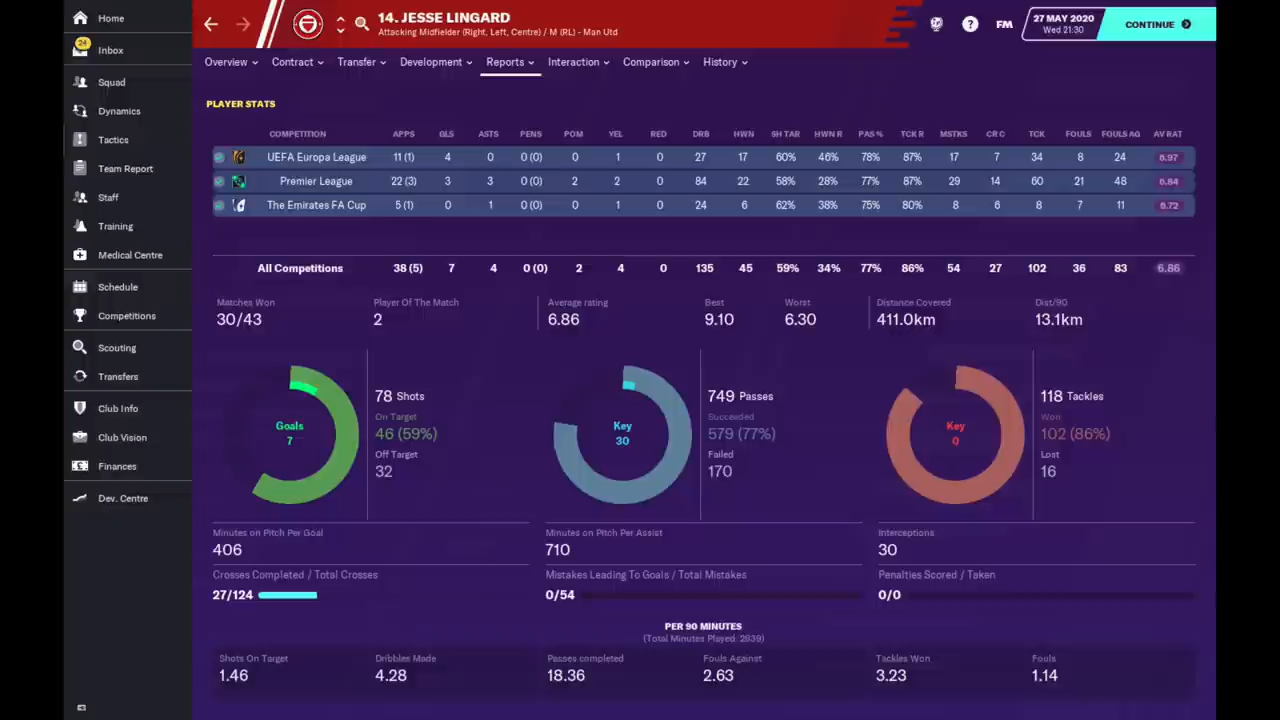 Home
Inbox
24
Squad
Dynamics
Tactics
Team Report
Staff
Training
Medical Centre
Schedule
Competitions
Scouting
Transfers
Club Info
Club Vision
Finances
Dev. Centre
14. JESSE LINGARD
Attacking Midfielder (Right, Left, Centre) / M (RL) - Man Utd
? FM 27 MAY 2020 CONTINUE
Wed 21:30
Overview Contract Transfer Development Reports Interaction Comparison History
PLAYER STATS
COMPETITION APPS GLS ASTS PENS POM YEL RED DRB HWN SH TAR HWN R PAS % TCK R MSTKS CR C TCK FOULS FOULS AG AV RAT
UEFA Europa League 11 (1) 4 0 0 (0) 0 1 0 27 17 60% 46% 78% 87% 17 7 34 8 24 6.97
Premier League 22 (3) 3 3 0 (0) 2 2 0 84 22 58% 28% 77% 87% 29 14 60 21 48 6.84
The Emirates FA Cup 5 (1) 0 1 0 (0) 0 1 0 24 6 62% 38% 75% 80% 8 6 8 7 11 6.72
All Competitions 38 (5) 7 4 0 (0) 2 4 0 135 45 59% 34% 77% 86% 54 27 102 36 83 6.86
Matches Won Player Of The Match Average rating Best Worst Distance Covered Dist/90
30/43 2 6.86 9.10 6.30 411.0km 13.1km
Goals
7
78 Shots
On Target
46 (59%)
Off Target
32
Key
30
749 Passes
Succeeded
579 (77%)
Failed
170
Key
0
118 Tackles
Won
102 (86%)
Lost
16
Minutes on Pitch Per Goal Minutes on Pitch Per Assist Interceptions
406 710 30
Crosses Completed / Total Crosses Mistakes Leading To Goals / Total Mistakes Penalties Scored / Taken
27/124 0/54 0/0
PER 90 MINUTES
(Total Minutes Played: 2839)
Shots On Target Dribbles Made Passes completed Fouls Against Tackles Won Fouls
1.46 4.28 18.36 2.63 3.23 1.14